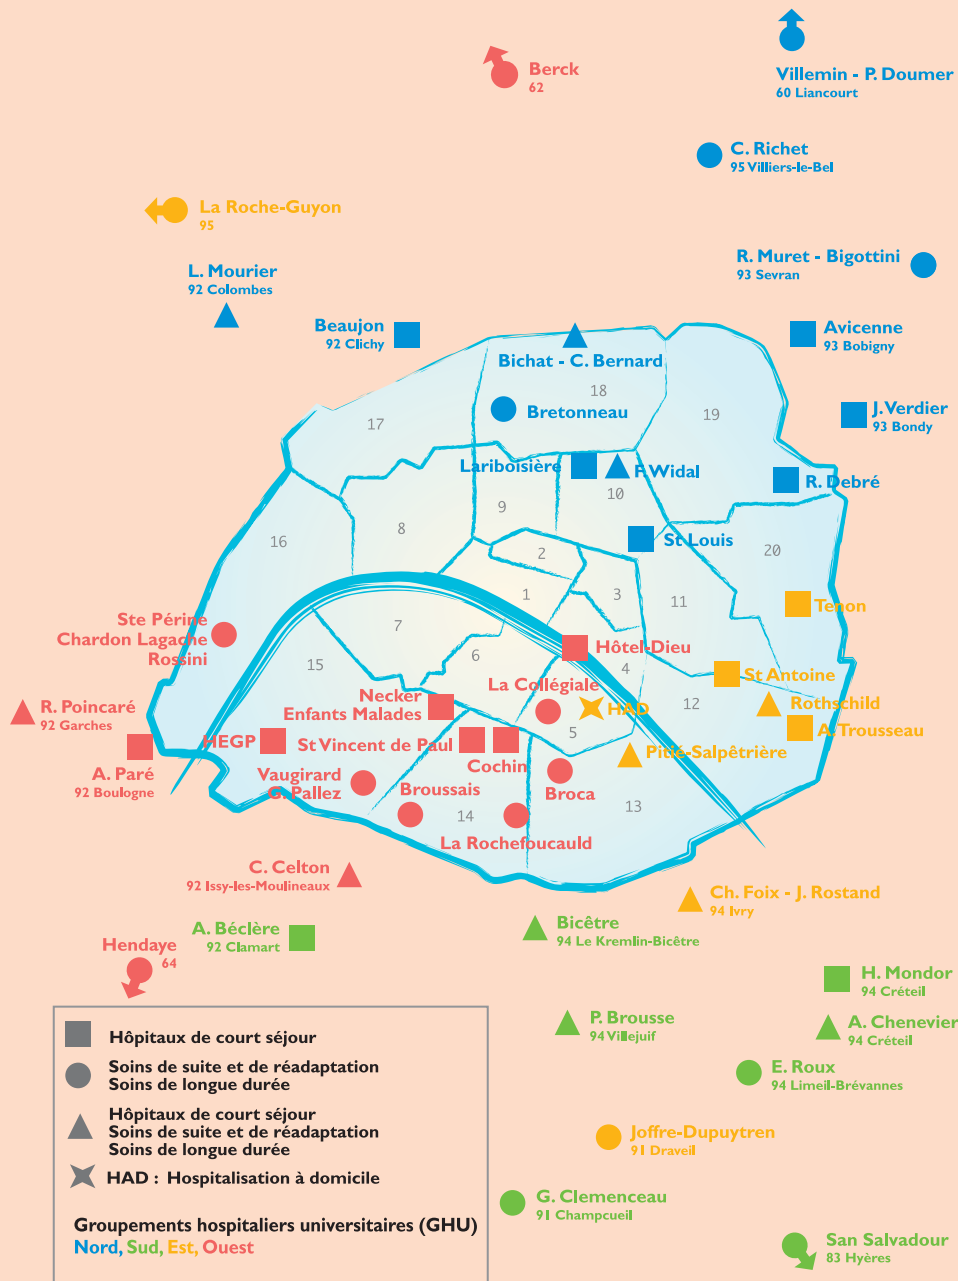 Villemin - P. Doumer
60 Liancourt
Berck
62
C. Richet
95 Villiers-le-Bel
La Roche-Guyon
95
R. Muret - Bigottini
93 Sevran
L. Mourier
92 Colombes
Beaujon
92 Clichy
Avicenne
93 Bobigny
Bichat - C. Bernard
18
Bretonneau
17
19
J. Verdier
93 Bondy
Lariboisière
F. Widal
10
R. Debré
9
8
16
2
St Louis
20
1
3
11
Tenon
Ste Périne
Chardon Lagache
Rossini
7
15
6
Hôtel-Dieu
4
La Collégiale
St Antoine
12
Rothschild
Necker
Enfants Malades
HAD
5
R. Poincaré
92 Garches
HEGP
St Vincent de Paul
Cochin
A. Trousseau
Pitié-Salpêtrière
A. Paré
92 Boulogne
Vaugirard
G. Pallez
Broussais
Broca
14
13
La Rochefoucauld
C. Celton
92 Issy-les-Moulineaux
Ch. Foix - J. Rostand
94 Ivry
A. Béclère
92 Clamart
Bicêtre
94 Le Kremlin-Bicêtre
Hendaye
64
H. Mondor
94 Créteil
P. Brousse
94 Villejuif
A. Chenevier
94 Créteil
E. Roux
94 Limeil-Brévannes
Joffre-Dupuytren
91 Draveil
G. Clemenceau
91 Champcueil
San Salvadour
83 Hyères
Hôpitaux de court séjour
Soins de suite et de réadaptation
Soins de longue durée
Hôpitaux de court séjour
Soins de suite et de réadaptation
Soins de longue durée
HAD : Hospitalisation à domicile
Groupements hospitaliers universitaires (GHU)
Nord, Sud, Est, Ouest